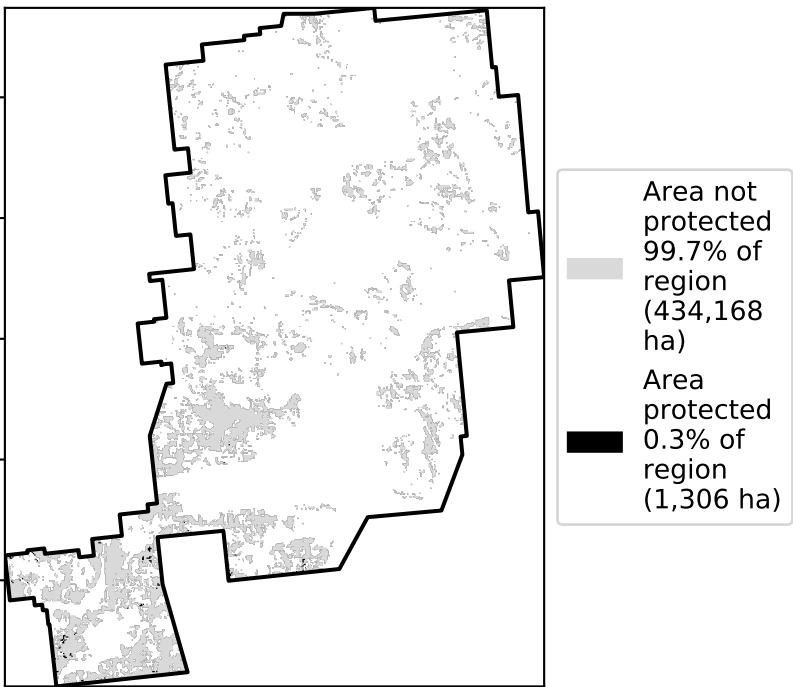 Area not
protected
99.7% of
region
(434,168
ha)
Area
protected
0.3% of
region
(1,306 ha)